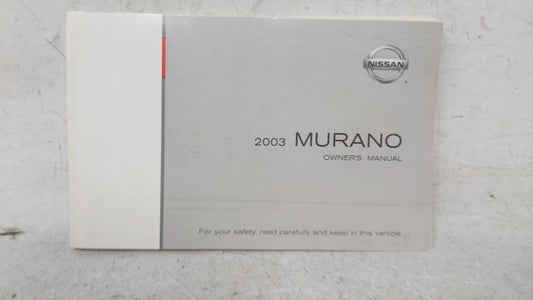 NISSAN
2003 MURANO
OWNER'S MANUAL
For your safety, read carefully and keep in this vehicle.